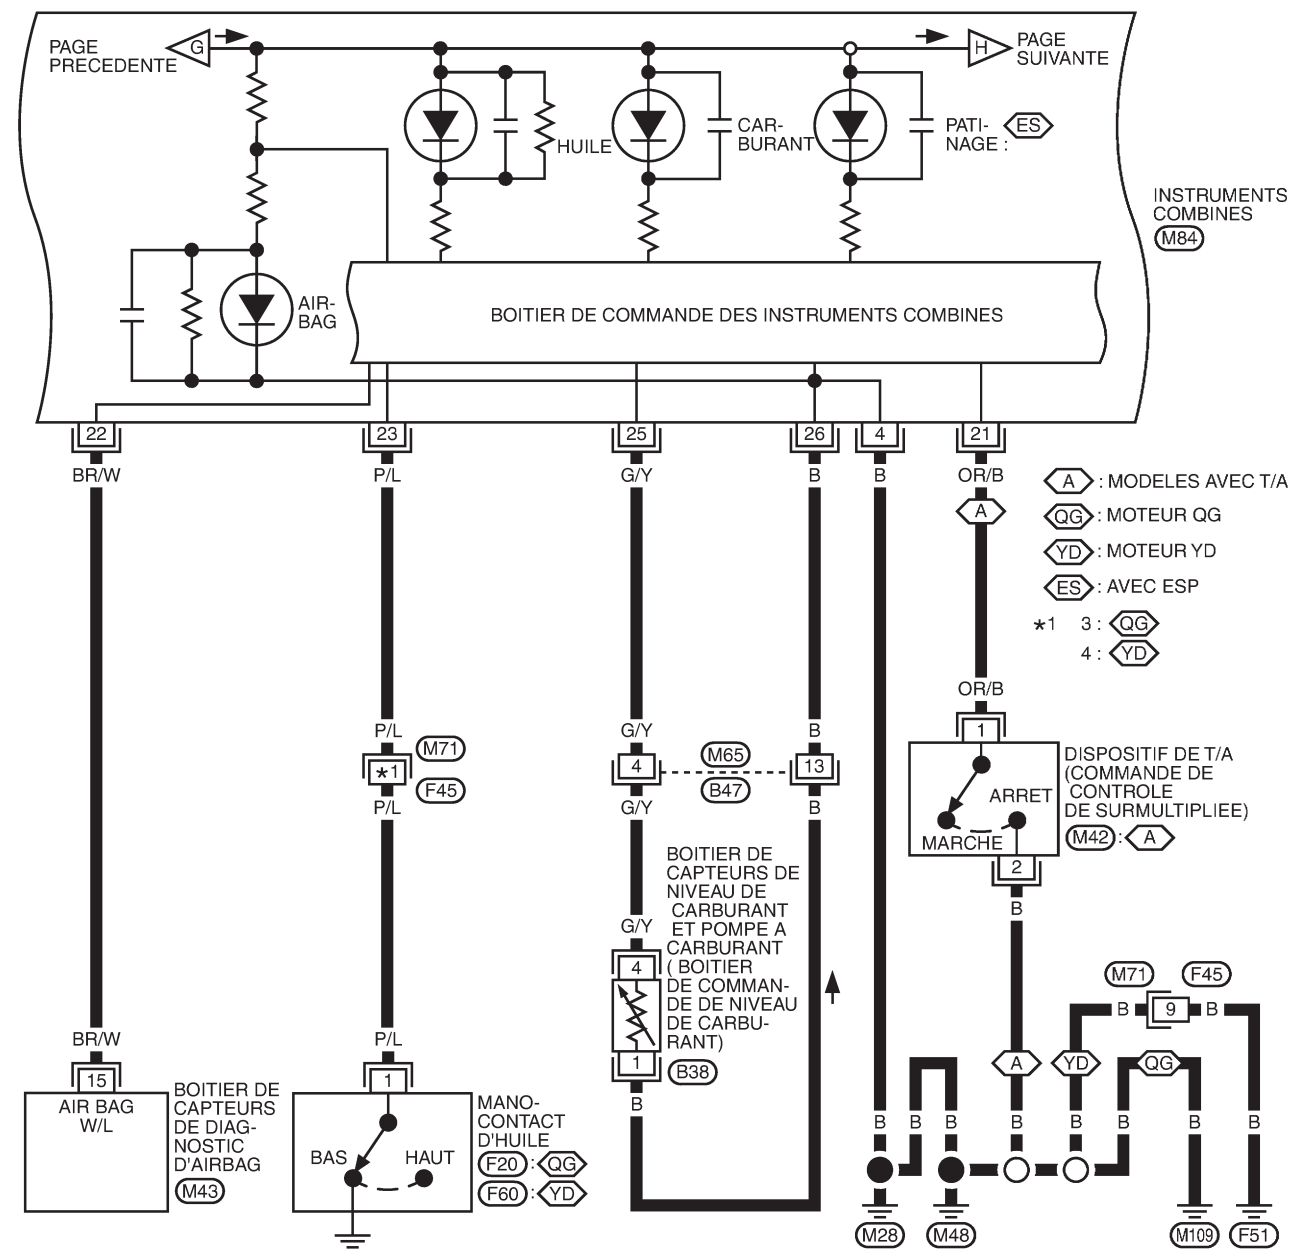 PAGE
PRECEDENTE
G
H
PAGE
SUIVANTE
HUILE
CAR-
BURANT
PATI-
NAGE :
ES
INSTRUMENTS
COMBINES
M84
AIR-
BAG
BOITIER DE COMMANDE DES INSTRUMENTS COMBINES
22 23 25 26 4 21
BR/W P/L G/Y B B OR/B
A
A : MODELES AVEC T/A
QG : MOTEUR QG
YD : MOTEUR YD
ES : AVEC ESP
*1 3 : QG
4 : YD
OR/B
1
P/L G/Y B
M71
*1
F45
P/L
4
M65
B47
13
G/Y B
DISPOSITIF DE T/A
(COMMANDE DE
CONTROLE
DE SURMULTIPLIEE)
M42 : A
ARRET
MARCHE
2
B
BOITIER DE
CAPTEURS DE
NIVEAU DE
CARBURANT
ET POMPE A
CARBURANT
( BOITIER
DE COMMAN-
DE DE NIVEAU
DE CARBU-
RANT)
G/Y
4
1
B38
B
M71 F45
B 9 B
A YD QG
BR/W P/L
15 1
AIR BAG
W/L
BOITIER DE
CAPTEURS
DE DIAG-
NOSTIC
D'AIRBAG
M43
BAS HAUT
MANO-
CONTACT
D'HUILE
F20 : QG
F60 : YD
B B B B B B B B
M28 M48 M109 F51